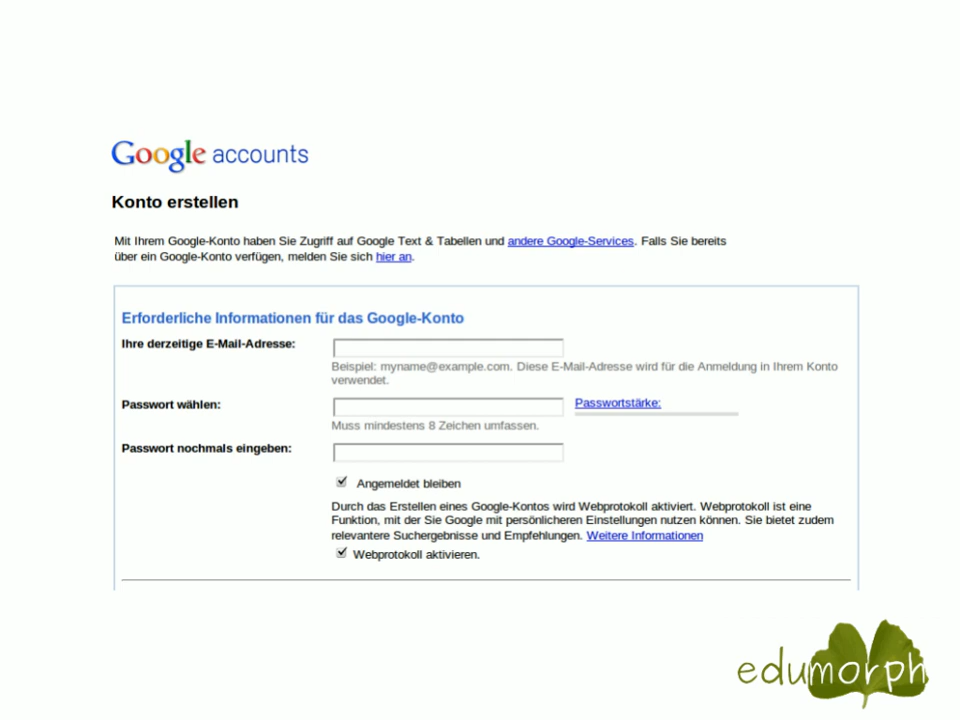 Google accounts
Konto erstellen
Mit Ihrem Google-Konto haben Sie Zugriff auf Google Text & Tabellen und andere Google-Services. Falls Sie bereits
über ein Google-Konto verfügen, melden Sie sich hier an.
Erforderliche Informationen für das Google-Konto
Ihre derzeitige E-Mail-Adresse:
Beispiel: myname@example.com. Diese E-Mail-Adresse wird für die Anmeldung in Ihrem Konto
verwendet.
Passwort wählen:
Passwortstärke:
Muss mindestens 8 Zeichen umfassen.
Passwort nochmals eingeben:
Angemeldet bleiben
Durch das Erstellen eines Google-Kontos wird Webprotokoll aktiviert. Webprotokoll ist eine
Funktion, mit der Sie Google mit persönlicheren Einstellungen nutzen können. Sie bietet zudem
relevantere Suchergebnisse und Empfehlungen. Weitere Informationen
Webprotokoll aktivieren.
edumorph